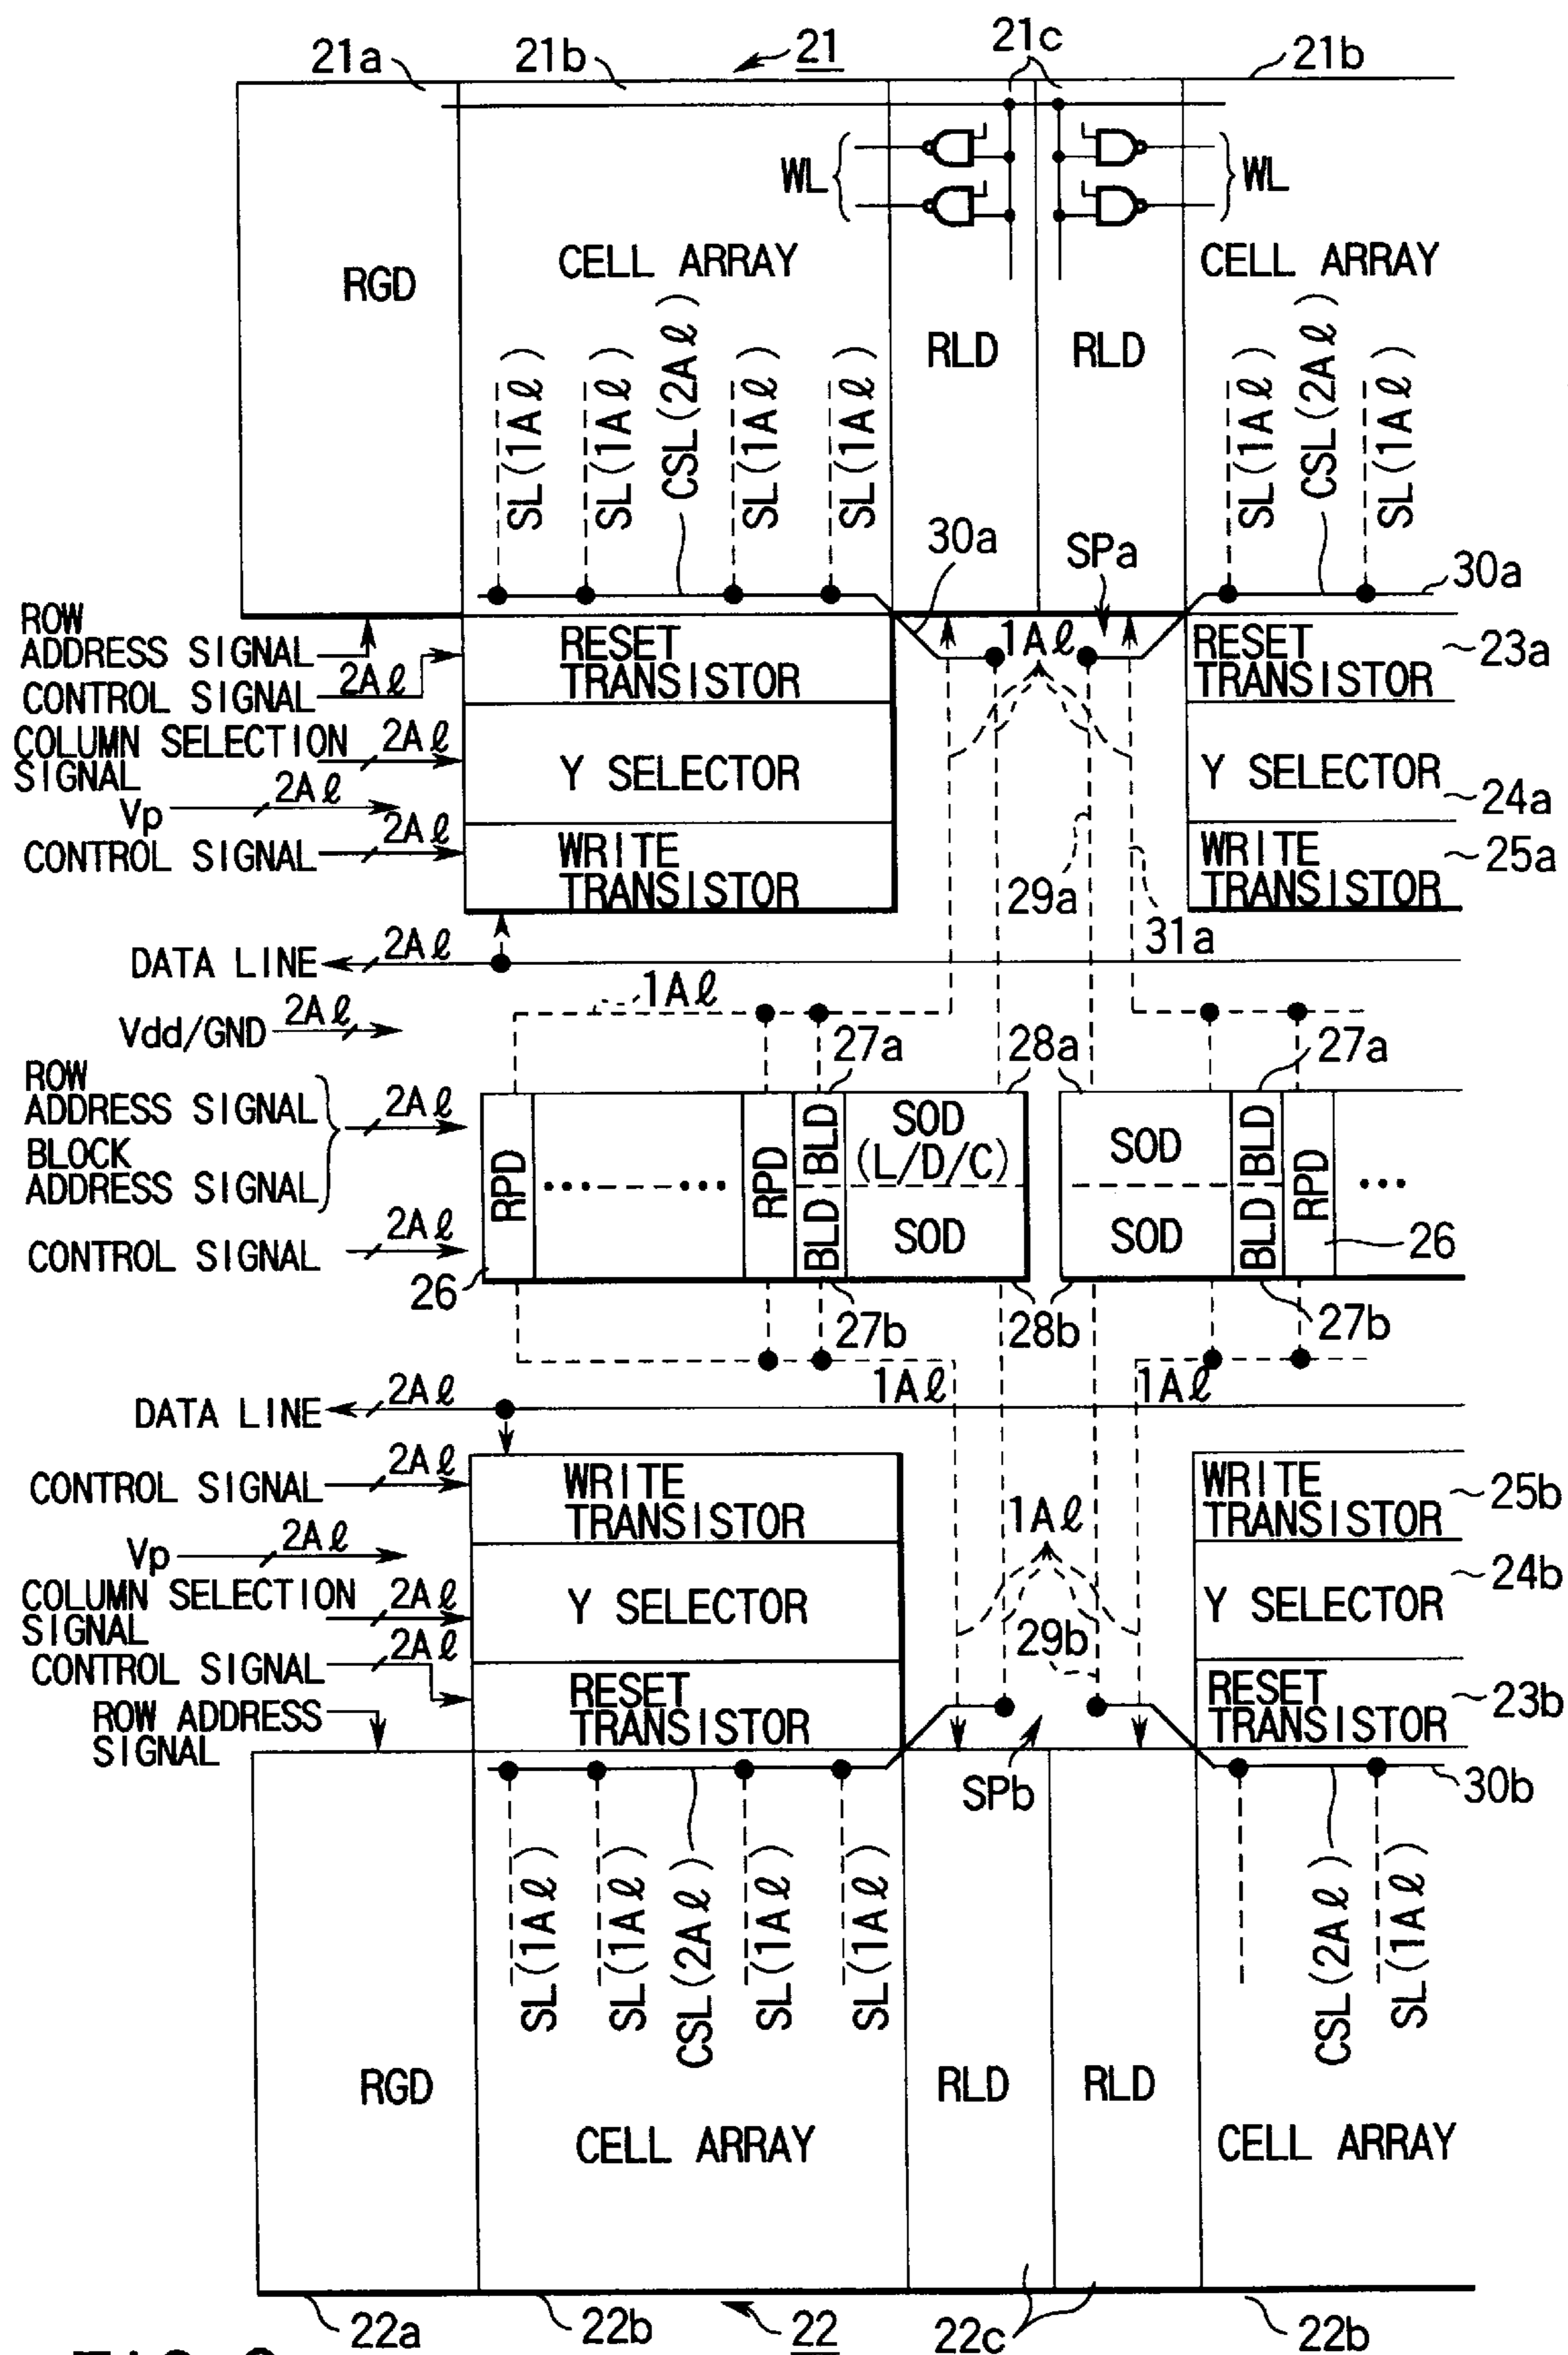 21a
21b
21
21c
21b
WL
WL
RGD
CELL ARRAY
CELL ARRAY
RLD
RLD
SL(1Aℓ)
SL(1Aℓ)
CSL(2Aℓ)
SL(1Aℓ)
SL(1Aℓ)
SL(1Aℓ)
CSL(2Aℓ)
SL(1Aℓ)
30a
SPa
30a
ROW
ADDRESS SIGNAL
2Aℓ
CONTROL SIGNAL
RESET
TRANSISTOR
1Aℓ
RESET
TRANSISTOR
23a
COLUMN SELECTION
SIGNAL
2Aℓ
Y SELECTOR
Y SELECTOR
24a
Vp
2Aℓ
CONTROL SIGNAL
2Aℓ
WRITE
TRANSISTOR
WRITE
TRANSISTOR
25a
29a
31a
DATA LINE
2Aℓ
1Aℓ
Vdd/GND
2Aℓ
27a
28a
27a
ROW
ADDRESS SIGNAL
BLOCK
ADDRESS SIGNAL
2Aℓ
RPD
RPD
BLD
BLD
SOD
(L/D/C)
SOD
SOD
SOD
BLD
BLD
RPD
CONTROL SIGNAL
2Aℓ
26
26
27b
28b
27b
1Aℓ
1Aℓ
DATA LINE
2Aℓ
CONTROL SIGNAL
2Aℓ
WRITE
TRANSISTOR
WRITE
TRANSISTOR
25b
1Aℓ
Vp
2Aℓ
COLUMN SELECTION
SIGNAL
2Aℓ
Y SELECTOR
Y SELECTOR
24b
29b
CONTROL SIGNAL
2Aℓ
RESET
TRANSISTOR
RESET
TRANSISTOR
23b
ROW ADDRESS
SIGNAL
SPb
30b
SL(1Aℓ)
SL(1Aℓ)
CSL(2Aℓ)
SL(1Aℓ)
SL(1Aℓ)
CSL(2Aℓ)
SL(1Aℓ)
RGD
RLD
RLD
CELL ARRAY
CELL ARRAY
22a
22b
22
22c
22b